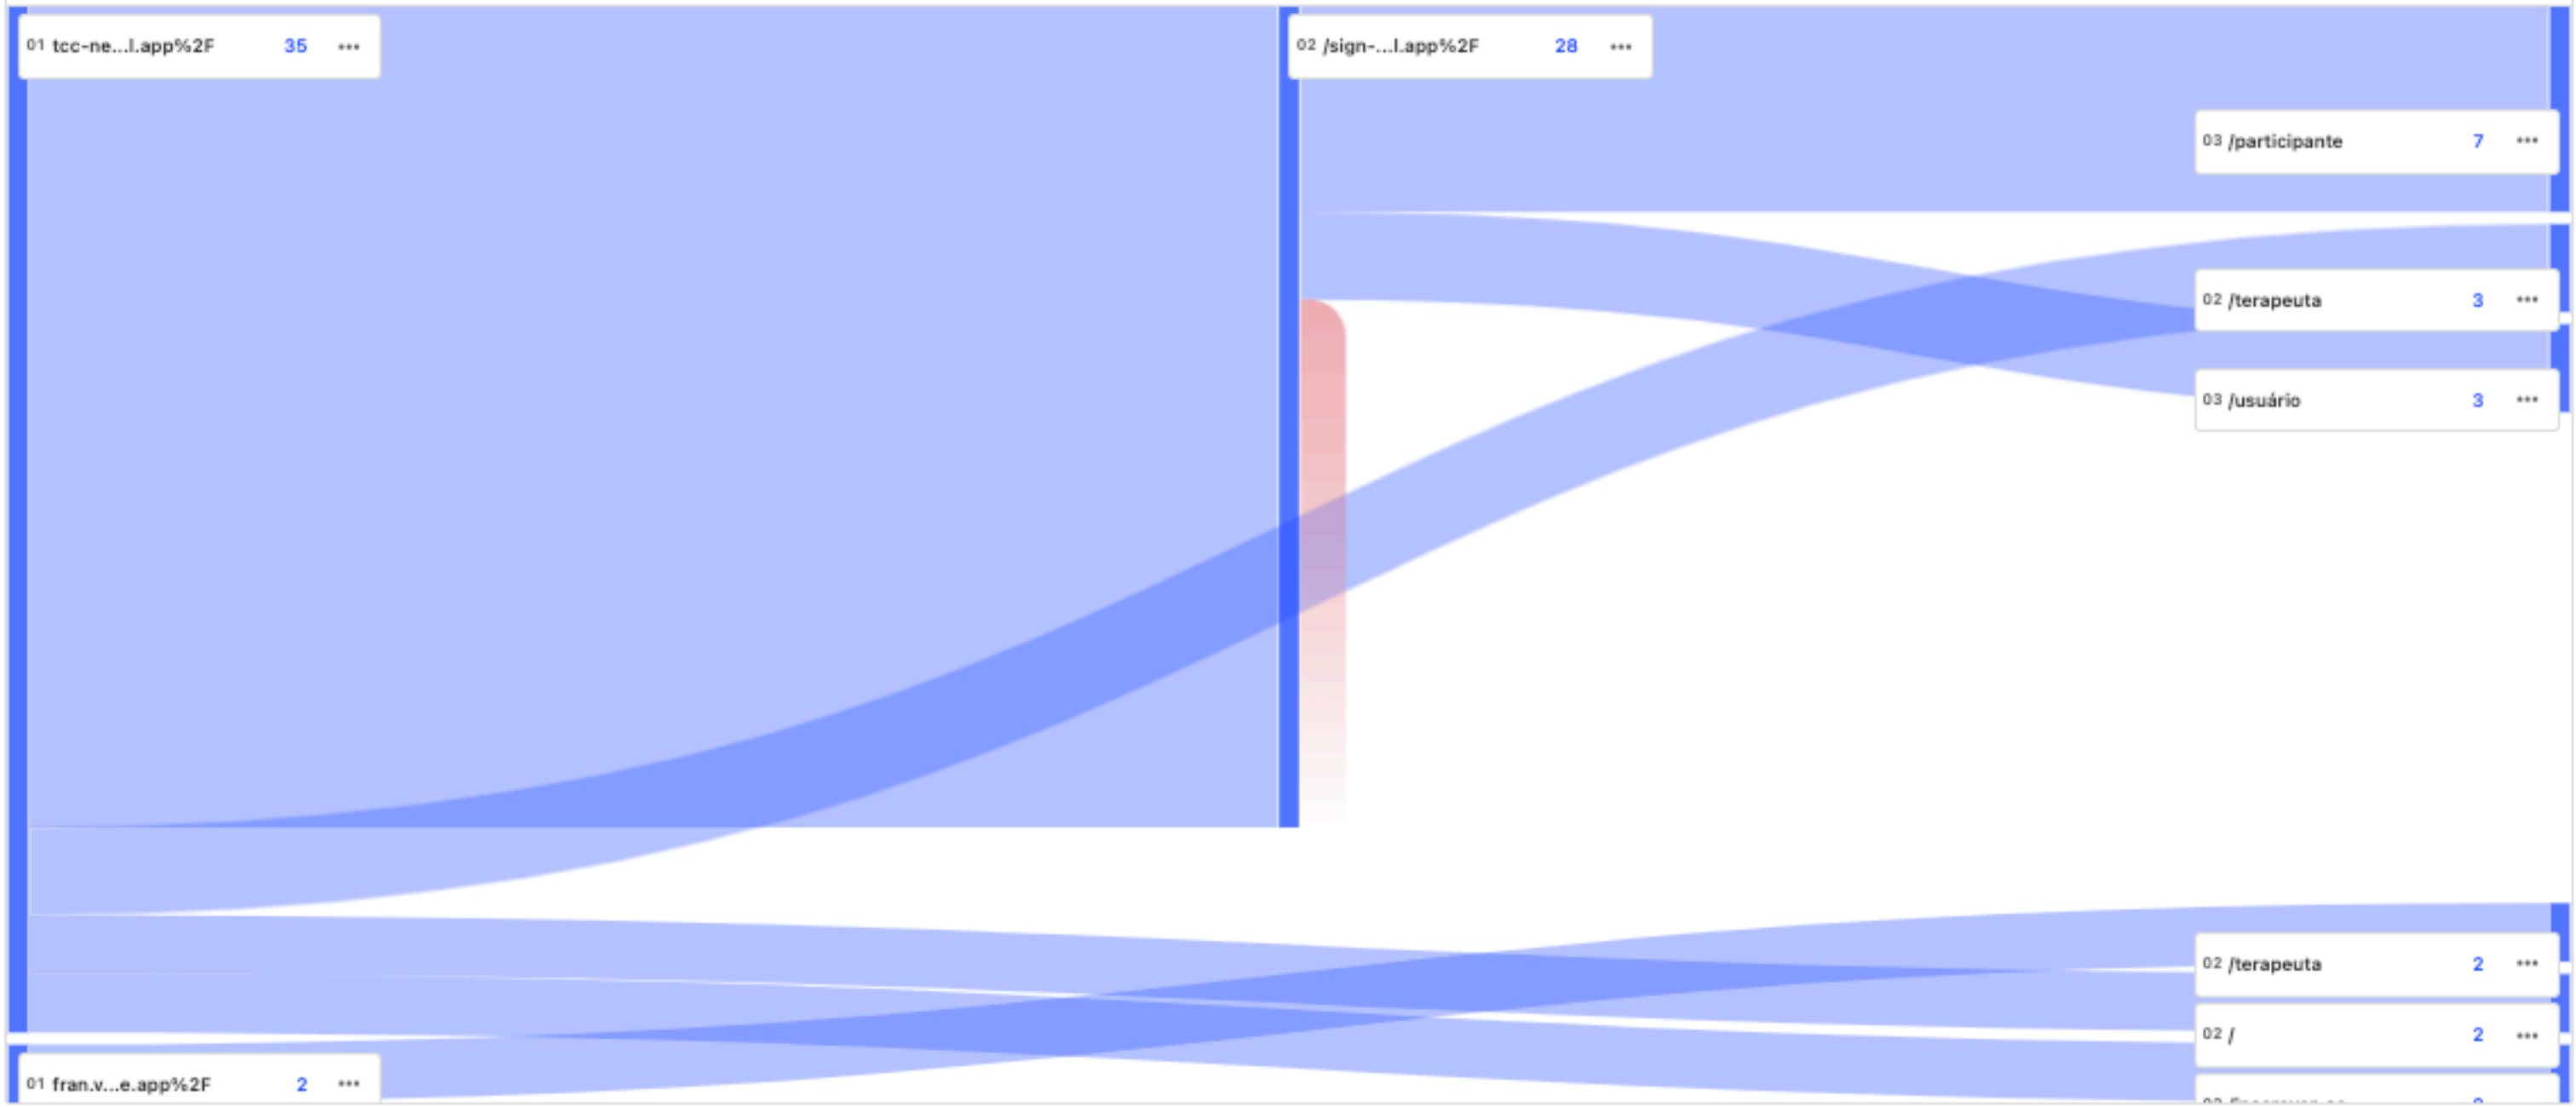 01 tcc-ne...l.app%2F 35 •••
02 /sign-...l.app%2F 28 •••
03 /participante 7 •••
02 /terapeuta 3 •••
03 /usuário 3 •••
02 /terapeuta 2 •••
02 / 2 •••
01 fran.v...e.app%2F 2 •••